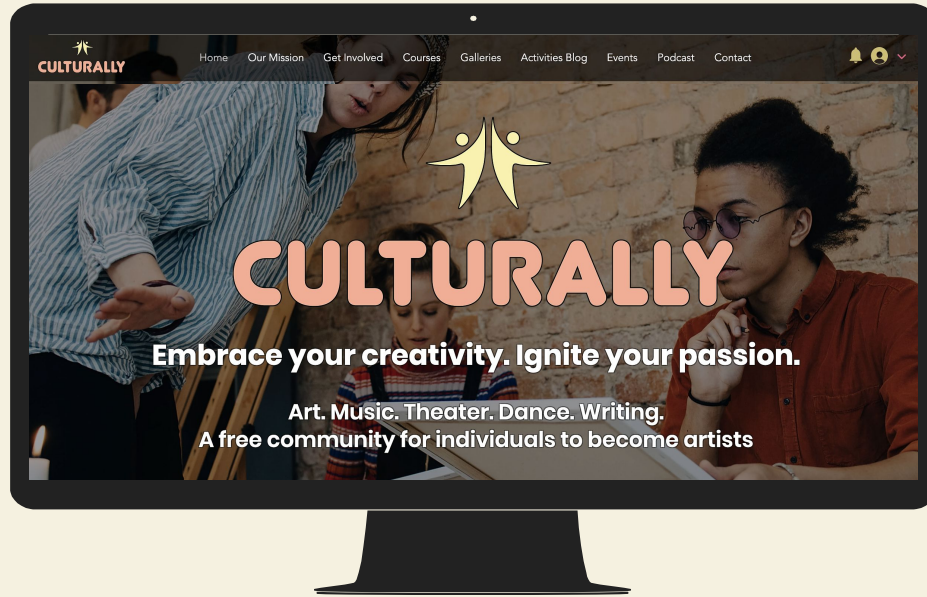 CULTURALLY
Home Our Mission Get Involved Courses Galleries Activities Blog Events Podcast Contact
CULTURALLY
Embrace your creativity. Ignite your passion.
Art. Music. Theater. Dance. Writing.
A free community for individuals to become artists